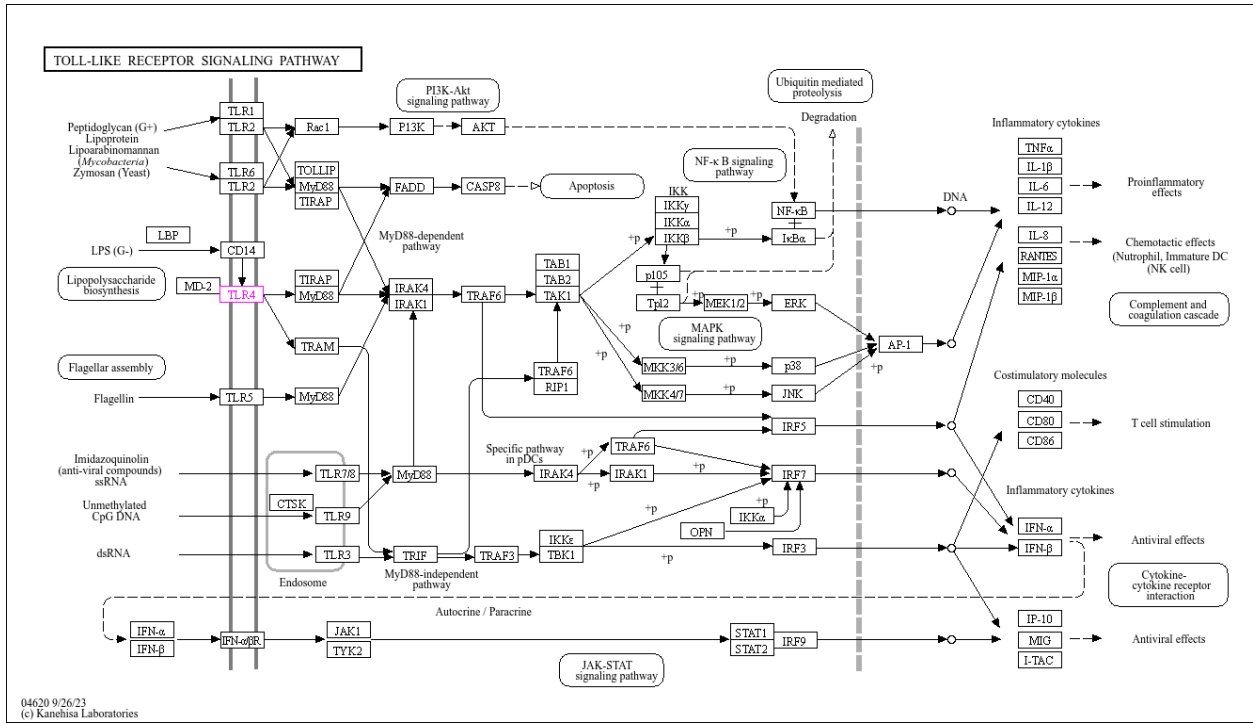 TOLL-LIKE RECEPTOR SIGNALING PATHWAY
PI3K-Akt
signaling pathway
Ubiquitin mediated
proteolysis
Degradation
Peptidoglycan (G+)
Lipoprotein
Lipoarabinomannan
(Mycobacteria)
Zymosan (Yeast)
TLR1
TLR2
TLR6
TLR2
Rac1
P13K
AKT
TOLLIP
MyD88
TIRAP
FADD
CASP8
Apoptosis
NF-κ B signaling
pathway
IKK
IKKγ
IKKα
IKKβ
NF-κB
IκBα
DNA
Inflammatory cytokines
TNFα
IL-1β
IL-6
IL-12
Proinflammatory
effects
IL-8
RANTES
MIP-1α
MIP-1β
Chemotactic effects
(Nutrophil, Immature DC
(NK cell)
Complement and
coagulation cascade
LBP
LPS (G-)
CD14
Lipopolysaccharide
biosynthesis
MD-2
TLR4
MyD88-dependent
pathway
TIRAP
MyD88
IRAK4
IRAK1
TRAF6
TAB1
TAB2
TAK1
+p
+p
p105
Tpl2
+p
MEK1/2
+p
ERK
MAPK
signaling pathway
TRAM
TRAF6
RIP1
+p
+p
MKK3/6
+p
p38
MKK4/7
+p
JNK
AP-1
+p
Flagellar assembly
Flagellin
TLR5
MyD88
Costimulatory molecules
CD40
CD80
CD86
T cell stimulation
IRF5
Imidazoquinolin
(anti-viral compounds)
ssRNA
TLR7/8
MyD88
Specific pathway
in pDCs
IRAK4
+p
+p
TRAF6
IRAK1
+p
IRF7
Unmethylated
CpG DNA
CTSK
TLR9
IKKα
+p
OPN
+p
dsRNA
TLR3
Endosome
TRIF
TRAF3
IKKε
TBK1
+p
IRF3
MyD88-independent
pathway
Inflammatory cytokines
IFN-α
IFN-β
Antiviral effects
Cytokine-
cytokine receptor
interaction
Autocrine / Paracrine
IFN-α
IFN-β
IFN-α/βR
JAK1
TYK2
STAT1
STAT2
IRF9
JAK-STAT
signaling pathway
IP-10
MIG
I-TAC
Antiviral effects
04620 9/26/23
(c) Kanehisa Laboratories